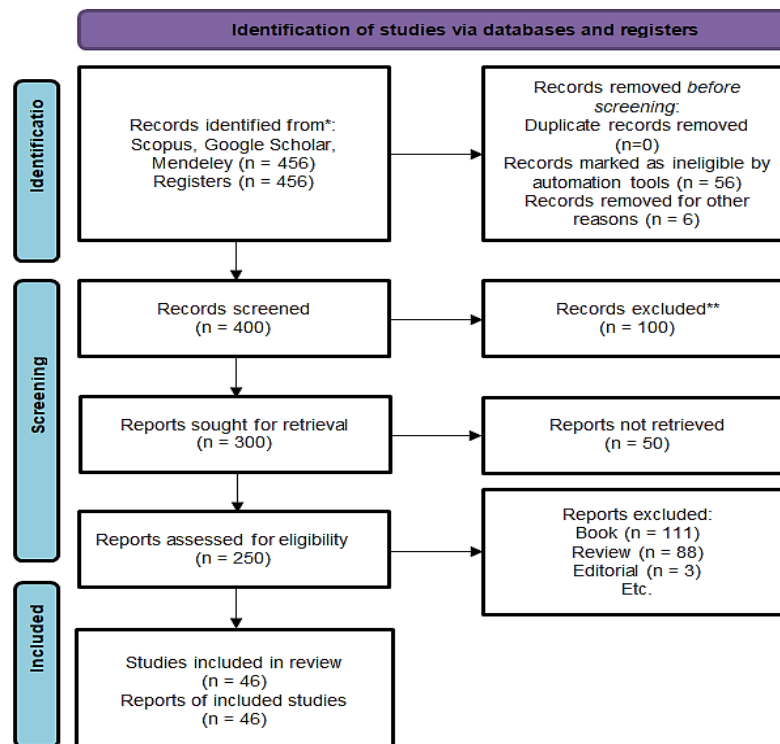 Identification of studies via databases and registers
Identificatio
Records identified from*:
Scopus, Google Scholar,
Mendeley (n = 456)
Registers (n = 456)
Records removed before
screening:
Duplicate records removed
(n=0)
Records marked as ineligible by
automation tools (n = 56)
Records removed for other
reasons (n = 6)
Screening
Records screened
(n = 400)
Records excluded**
(n = 100)
Reports sought for retrieval
(n = 300)
Reports not retrieved
(n = 50)
Reports assessed for eligibility
(n = 250)
Reports excluded:
Book (n = 111)
Review (n = 88)
Editorial (n = 3)
Etc.
Included
Studies included in review
(n = 46)
Reports of included studies
(n = 46)